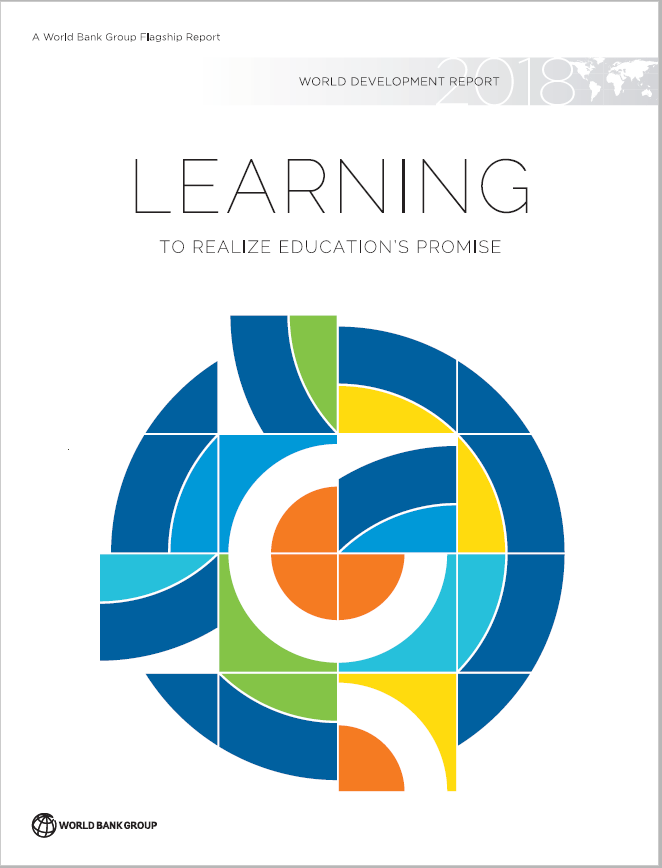 A World Bank Group Flagship Report
WORLD DEVELOPMENT REPORT 2018
LEARNING
TO REALIZE EDUCATION'S PROMISE
WORLD BANK GROUP